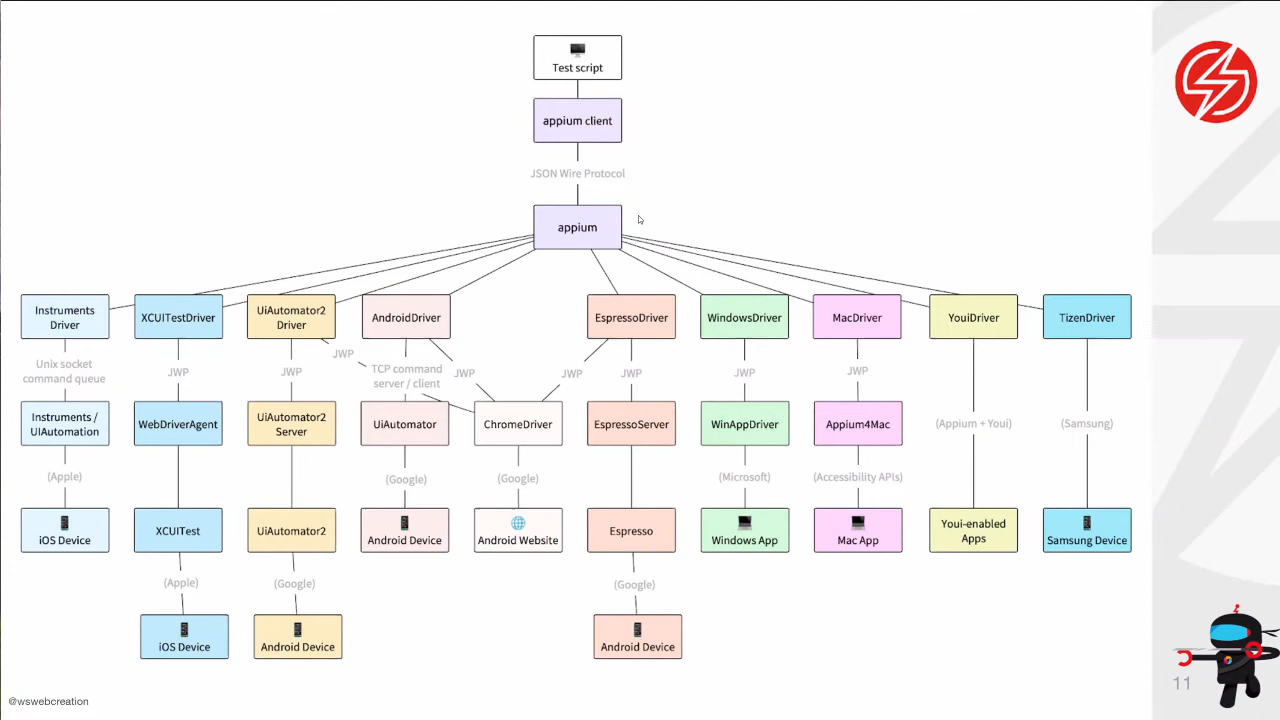 Test script
appium client
JSON Wire Protocol
appium
Instruments
Driver
XCUITestDriver
UiAutomator2
Driver
AndroidDriver
EspressoDriver
WindowsDriver
MacDriver
YouiDriver
TizenDriver
Unix socket
command queue
JWP
JWP
JWP
TCP command
server / client
JWP
JWP
JWP
JWP
JWP
Instruments /
UIAutomation
WebDriverAgent
UiAutomator2
Server
UiAutomator
ChromeDriver
EspressoServer
WinAppDriver
Appium4Mac
(Appium + Youi)
(Samsung)
(Apple)
(Google)
(Google)
(Microsoft)
(Accessibility APIs)
iOS Device
XCUITest
UiAutomator2
Android Device
Android Website
Espresso
Windows App
Mac App
Youi-enabled
Apps
Samsung Device
(Apple)
(Google)
(Google)
iOS Device
Android Device
Android Device
11
@wswebcreation